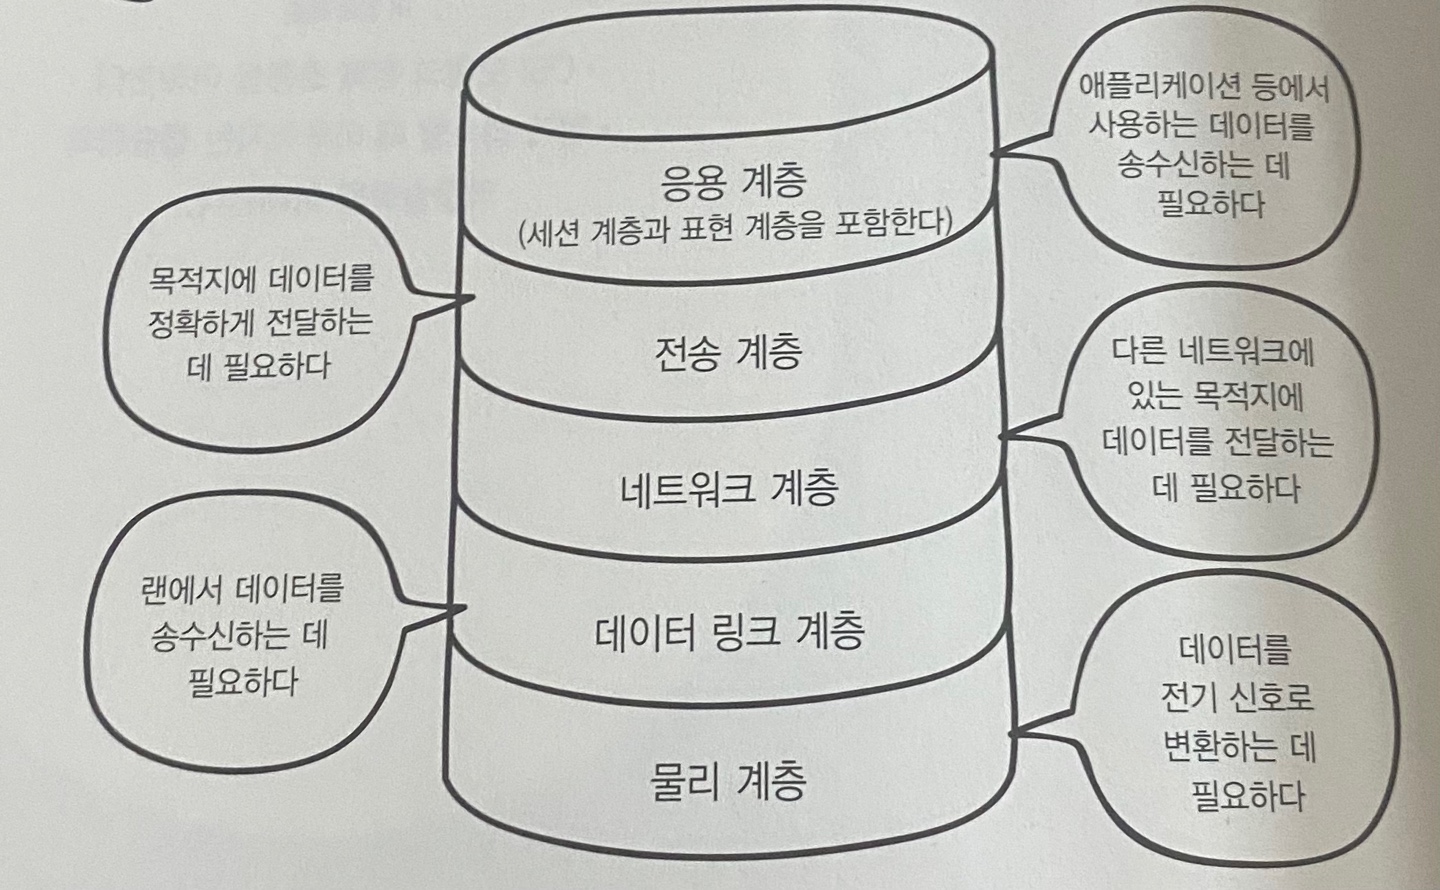 응용 계층
(세션 계층과 표현 계층을 포함한다)
애플리케이션 등에서
사용하는 데이터를
송수신하는 데
필요하다
전송 계층
목적지에 데이터를
정확하게 전달하는
데 필요하다
네트워크 계층
다른 네트워크에
있는 목적지에
데이터를 전달하는
데 필요하다
데이터 링크 계층
랜에서 데이터를
송수신하는 데
필요하다
물리 계층
데이터를
전기 신호로
변환하는 데
필요하다